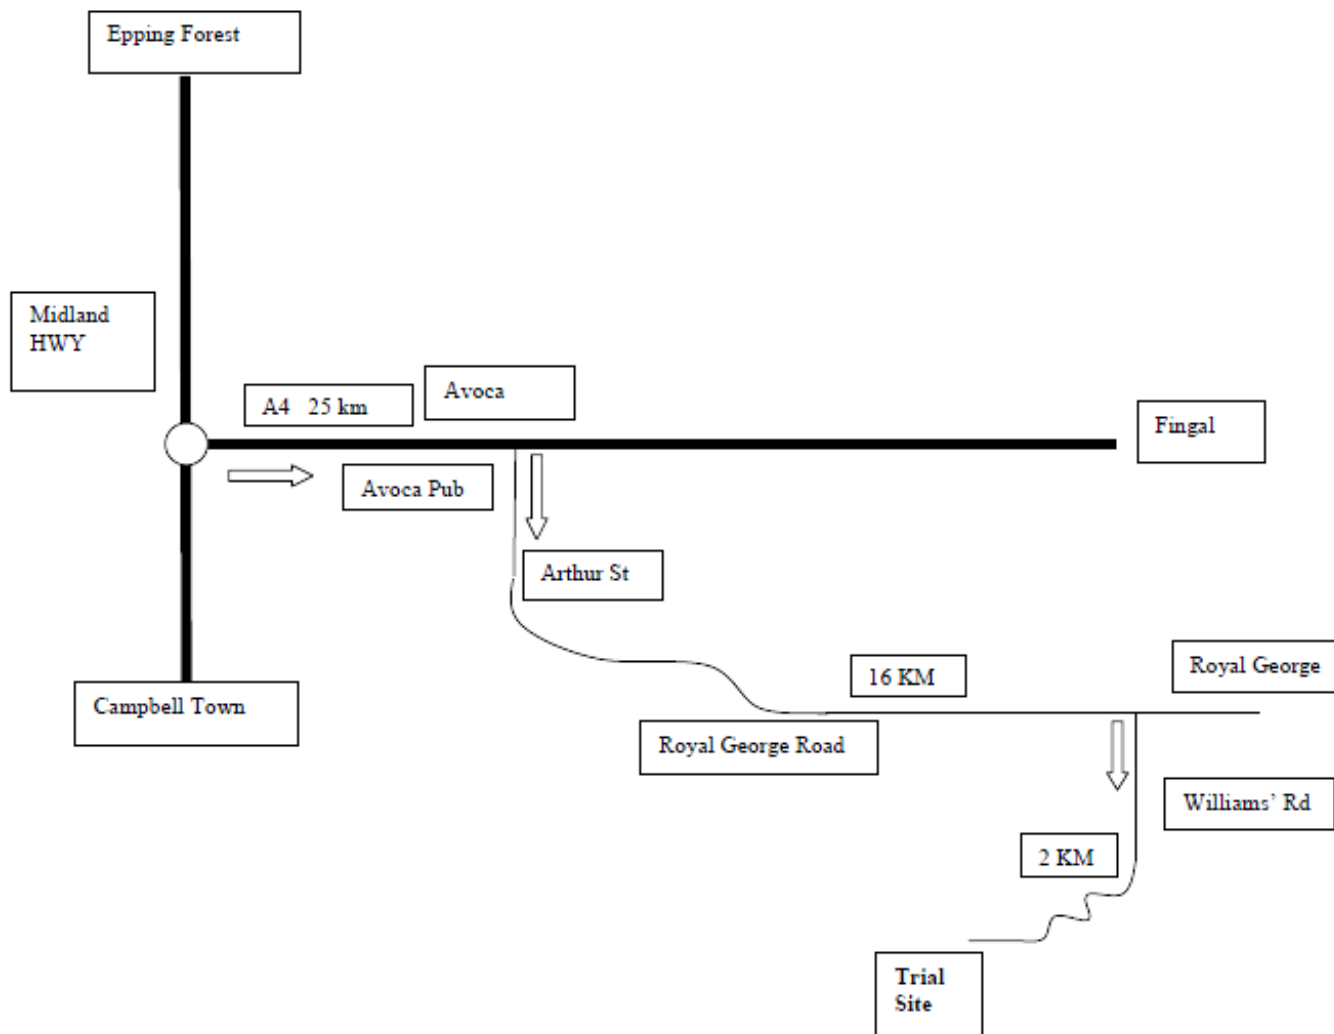 Epping Forest
Midland
HWY
A4   25 km
Avoca
Fingal
Avoca Pub
Arthur St
16 KM
Royal George
Campbell Town
Royal George Road
Williams’ Rd
2 KM
Trial
Site